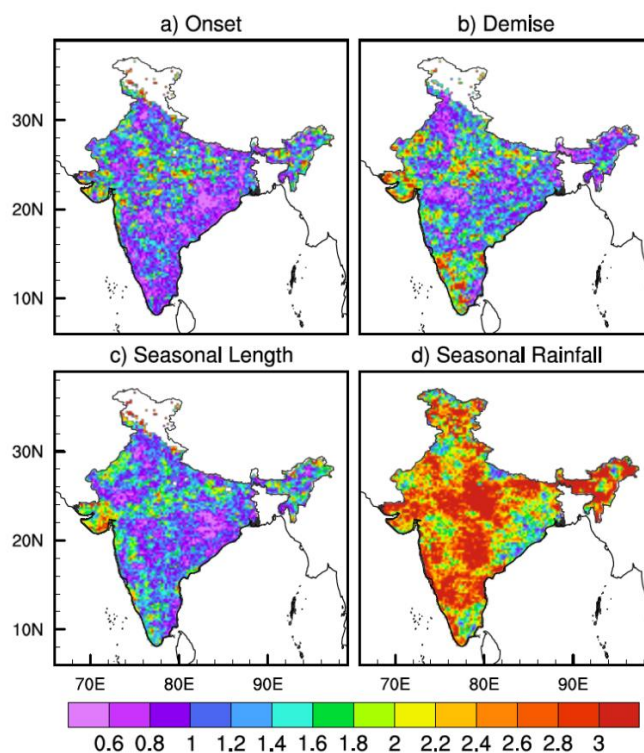 a) Onset
b) Demise
30N
20N
10N
c) Seasonal Length
d) Seasonal Rainfall
30N
20N
10N
70E 80E 90E 70E 80E 90E
0.6 0.8 1 1.2 1.4 1.6 1.8 2 2.2 2.4 2.6 2.8 3